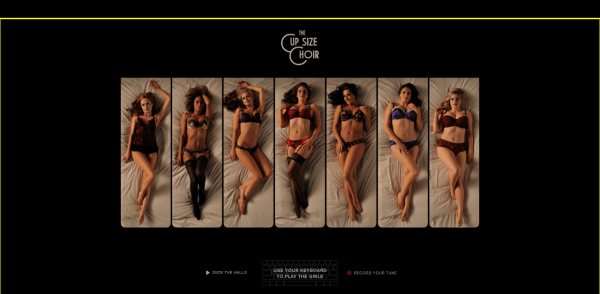 THE
CUP SIZE
CHOIR
DECK THE HALLS
USE YOUR KEYBOARD
TO PLAY THE GIRLS
RECORD YOUR TUNE